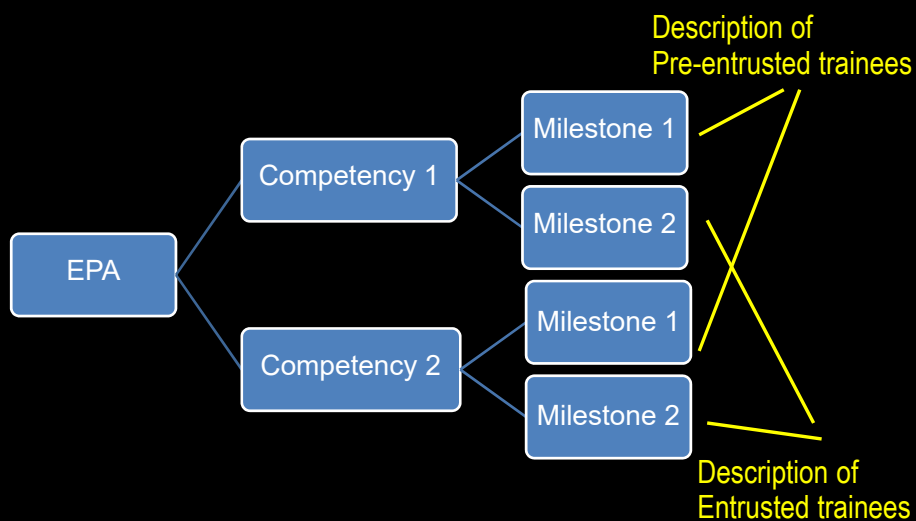 Description of
Pre-entrusted trainees
Milestone 1
Competency 1
Milestone 2
EPA
Milestone 1
Competency 2
Milestone 2
Description of
Entrusted trainees